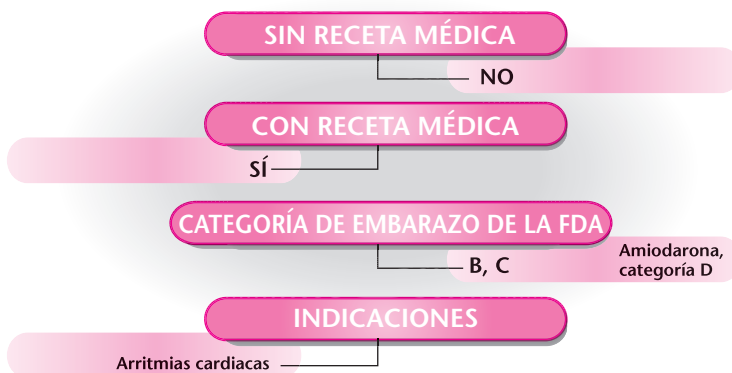 SIN RECETA MÉDICA
NO
CON RECETA MÉDICA
SÍ
CATEGORÍA DE EMBARAZO DE LA FDA
B, C
Amiodarona,
categoría D
INDICACIONES
Arritmias cardiacas